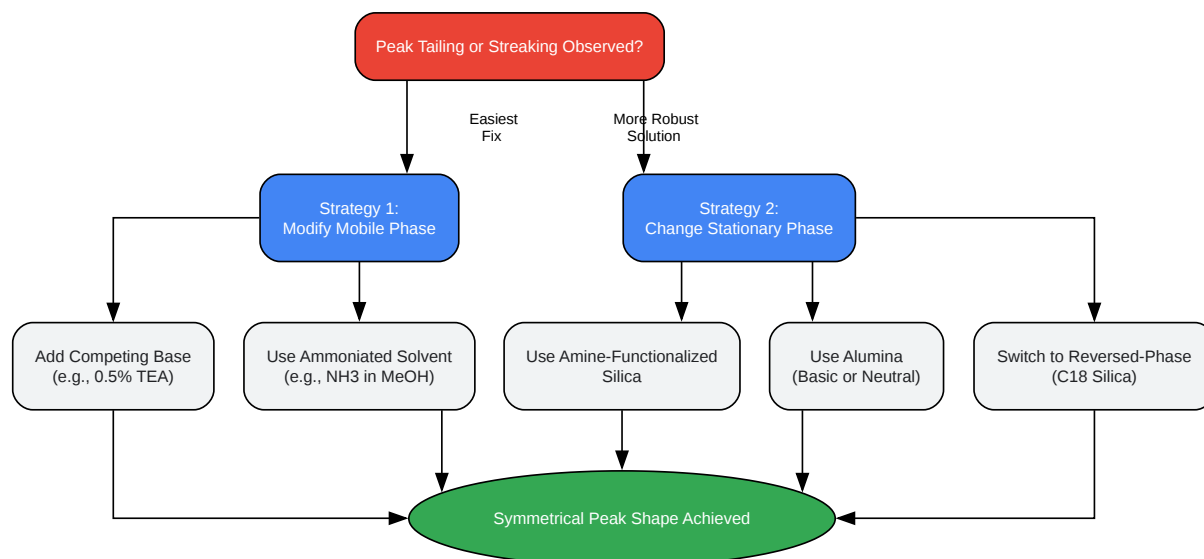 Peak Tailing or Streaking Observed?
Easiest
Fix
More Robust
Solution
Strategy 1:
Modify Mobile Phase
Strategy 2:
Change Stationary Phase
Add Competing Base
(e.g., 0.5% TEA)
Use Ammoniated Solvent
(e.g., NH3 in MeOH)
Use Amine-Functionalized
Silica
Use Alumina
(Basic or Neutral)
Switch to Reversed-Phase
(C18 Silica)
Symmetrical Peak Shape Achieved